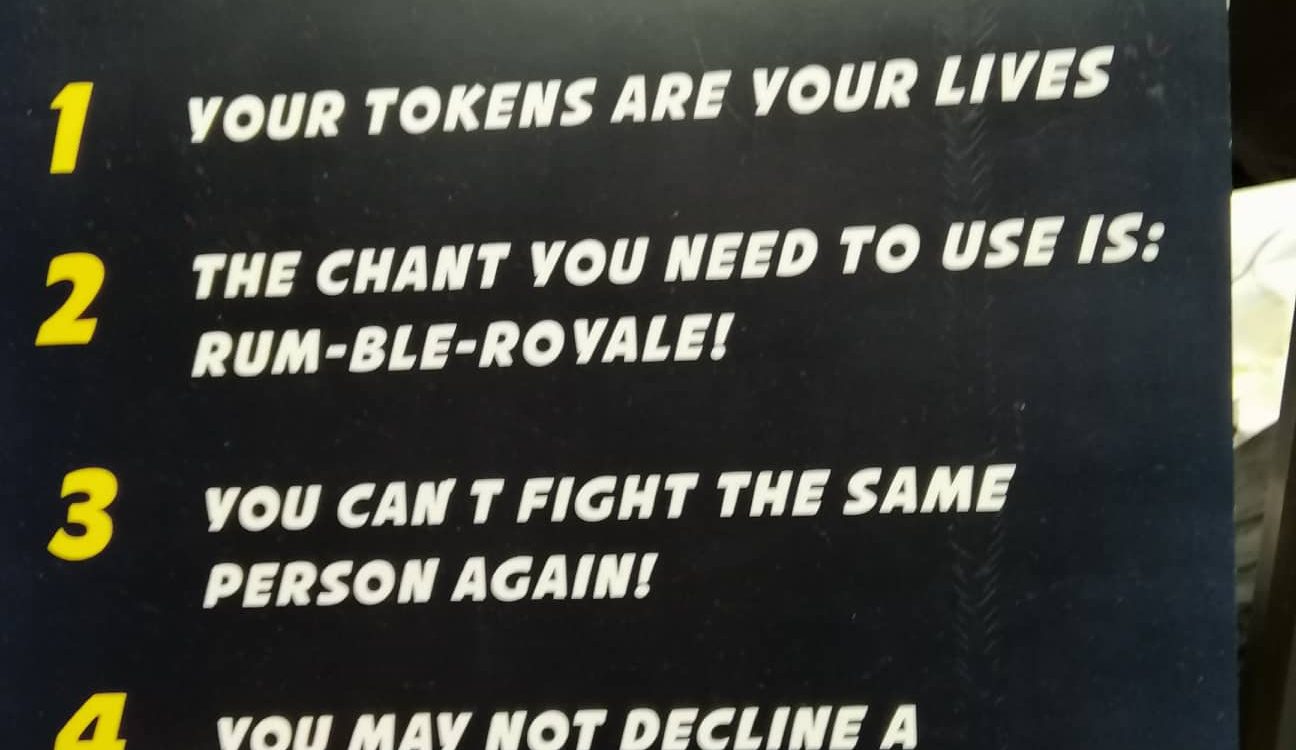 1 YOUR TOKENS ARE YOUR LIVES
2 THE CHANT YOU NEED TO USE IS:
RUM-BLE-ROYALE!
3 YOU CAN T FIGHT THE SAME
PERSON AGAIN!
4 YOU MAY NOT DECLINE A